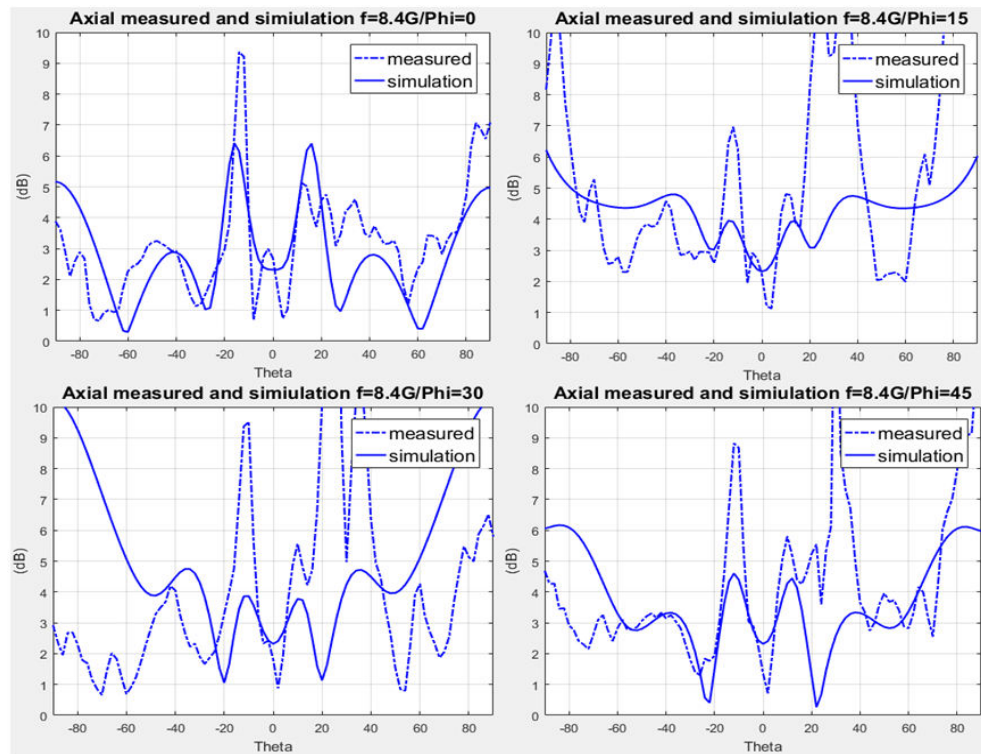 Axial measured and simiulation f=8.4G/Phi=0
10
9
8
7
6
5
4
3
2
1
0
(dB)
measured
simulation
-80 -60 -40 -20 0 20 40 60 80
Theta
Axial measured and simiulation f=8.4G/Phi=15
10
9
8
7
6
5
4
3
2
1
0
(dB)
measured
simulation
-80 -60 -40 -20 0 20 40 60 80
Theta
Axial measured and simiulation f=8.4G/Phi=30
10
9
8
7
6
5
4
3
2
1
0
(dB)
measured
simulation
-80 -60 -40 -20 0 20 40 60 80
Theta
Axial measured and simiulation f=8.4G/Phi=45
10
9
8
7
6
5
4
3
2
1
0
(dB)
measured
simulation
-80 -60 -40 -20 0 20 40 60 80
Theta